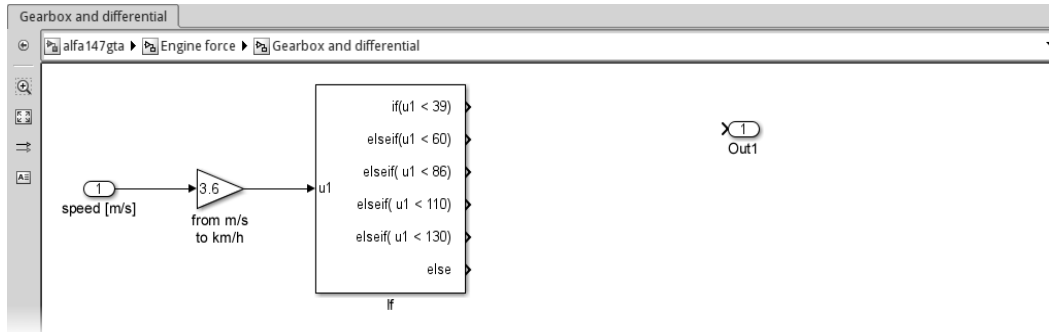 Gearbox and differential
alfa147gta Engine force Gearbox and differential
if(u1 < 39)
elseif(u1 < 60)
elseif( u1 < 86)
elseif( u1 < 110)
elseif( u1 < 130)
else
u1
If
1
speed [m/s]
3.6
from m/s
to km/h
1
Out1